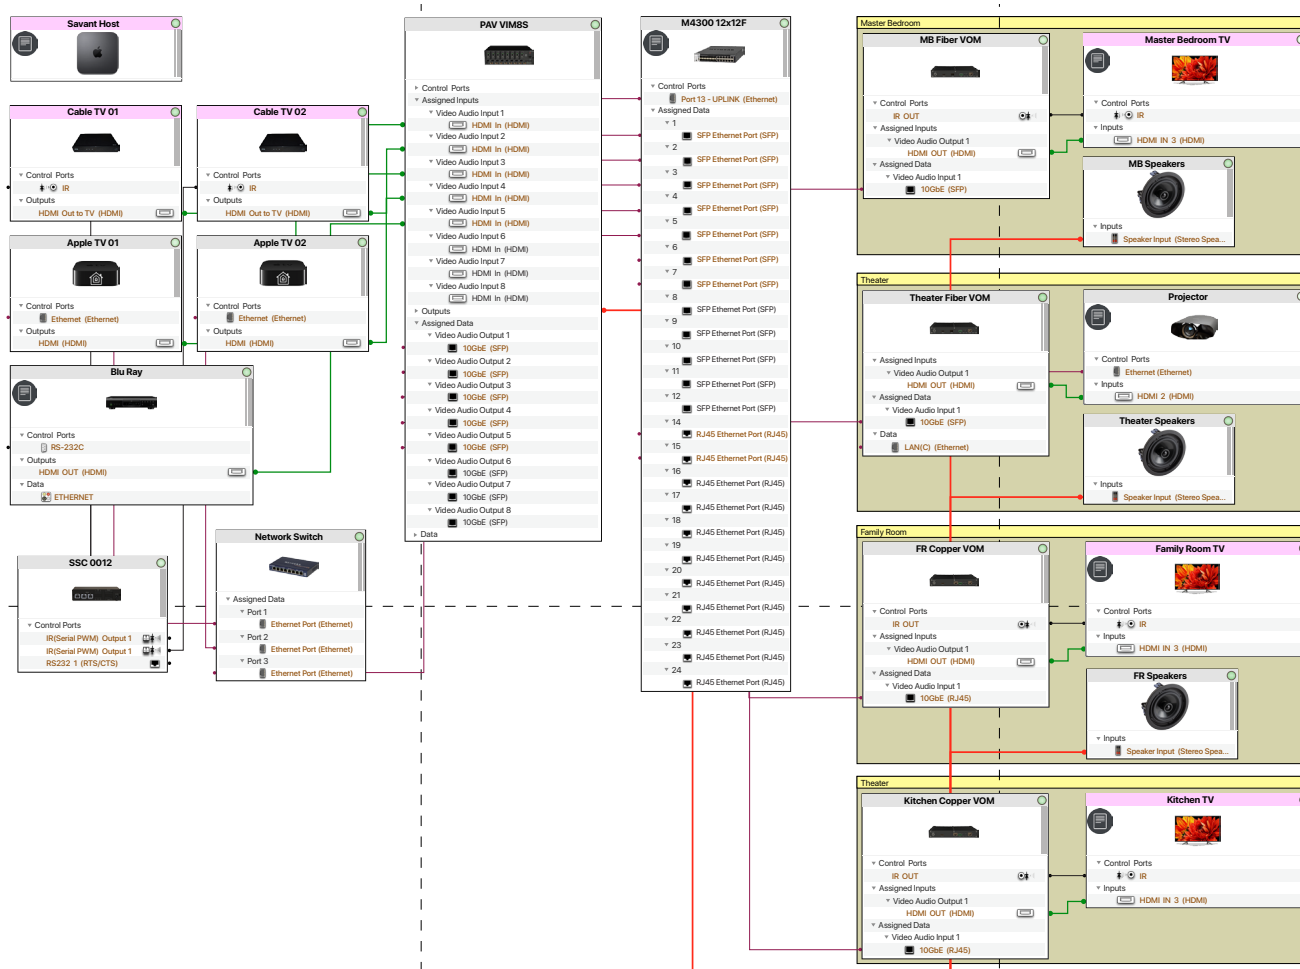 Savant Host
Cable TV 01
Control Ports
IR
Outputs
HDMI Out to TV (HDMI)
Cable TV 02
Control Ports
IR
Outputs
HDMI Out to TV (HDMI)
Apple TV 01
Control Ports
Ethernet (Ethernet)
Outputs
HDMI (HDMI)
Apple TV 02
Control Ports
Ethernet (Ethernet)
Outputs
HDMI (HDMI)
Blu Ray
Control Ports
RS-232C
Outputs
HDMI OUT (HDMI)
Data
ETHERNET
SSC 0012
Control Ports
IR(Serial PWM) Output 1
IR(Serial PWM) Output 1
RS232 1 (RTS/CTS)
Network Switch
Assigned Data
Port 1
Ethernet Port (Ethernet)
Port 2
Ethernet Port (Ethernet)
Port 3
Ethernet Port (Ethernet)
PAV VIM8S
Control Ports
Assigned Inputs
Video Audio Input 1
HDMI In (HDMI)
Video Audio Input 2
HDMI In (HDMI)
Video Audio Input 3
HDMI In (HDMI)
Video Audio Input 4
HDMI In (HDMI)
Video Audio Input 5
HDMI In (HDMI)
Video Audio Input 6
HDMI In (HDMI)
Video Audio Input 7
HDMI In (HDMI)
Video Audio Input 8
HDMI In (HDMI)
Outputs
Assigned Data
Video Audio Output 1
10GbE (SFP)
Video Audio Output 2
10GbE (SFP)
Video Audio Output 3
10GbE (SFP)
Video Audio Output 4
10GbE (SFP)
Video Audio Output 5
10GbE (SFP)
Video Audio Output 6
10GbE (SFP)
Video Audio Output 7
10GbE (SFP)
Video Audio Output 8
10GbE (SFP)
Data
M4300 12x12F
Control Ports
Port 13 - UPLINK (Ethernet)
Assigned Data
1
SFP Ethernet Port (SFP)
2
SFP Ethernet Port (SFP)
3
SFP Ethernet Port (SFP)
4
SFP Ethernet Port (SFP)
5
SFP Ethernet Port (SFP)
6
SFP Ethernet Port (SFP)
7
SFP Ethernet Port (SFP)
8
SFP Ethernet Port (SFP)
9
SFP Ethernet Port (SFP)
10
SFP Ethernet Port (SFP)
11
SFP Ethernet Port (SFP)
12
SFP Ethernet Port (SFP)
14
RJ45 Ethernet Port (RJ45)
15
RJ45 Ethernet Port (RJ45)
16
RJ45 Ethernet Port (RJ45)
17
RJ45 Ethernet Port (RJ45)
18
RJ45 Ethernet Port (RJ45)
19
RJ45 Ethernet Port (RJ45)
20
RJ45 Ethernet Port (RJ45)
21
RJ45 Ethernet Port (RJ45)
22
RJ45 Ethernet Port (RJ45)
23
RJ45 Ethernet Port (RJ45)
24
RJ45 Ethernet Port (RJ45)
Master Bedroom
MB Fiber VOM
Control Ports
IR OUT
Assigned Inputs
Video Audio Output 1
HDMI OUT (HDMI)
Assigned Data
Video Audio Input 1
10GbE (SFP)
Master Bedroom TV
Control Ports
IR
Inputs
HDMI IN 3 (HDMI)
MB Speakers
Inputs
Speaker Input (Stereo Spea...
Theater
Theater Fiber VOM
Assigned Inputs
Video Audio Output 1
HDMI OUT (HDMI)
Assigned Data
Video Audio Input 1
10GbE (SFP)
Data
LAN(C) (Ethernet)
Projector
Control Ports
Ethernet (Ethernet)
Inputs
HDMI 2 (HDMI)
Theater Speakers
Inputs
Speaker Input (Stereo Spea...
Family Room
FR Copper VOM
Control Ports
IR OUT
Assigned Inputs
Video Audio Output 1
HDMI OUT (HDMI)
Assigned Data
Video Audio Input 1
10GbE (RJ45)
Family Room TV
Control Ports
IR
Inputs
HDMI IN 3 (HDMI)
FR Speakers
Inputs
Speaker Input (Stereo Spea...
Theater
Kitchen Copper VOM
Control Ports
IR OUT
Assigned Inputs
Video Audio Output 1
HDMI OUT (HDMI)
Assigned Data
Video Audio Input 1
10GbE (RJ45)
Kitchen TV
Control Ports
IR
Inputs
HDMI IN 3 (HDMI)